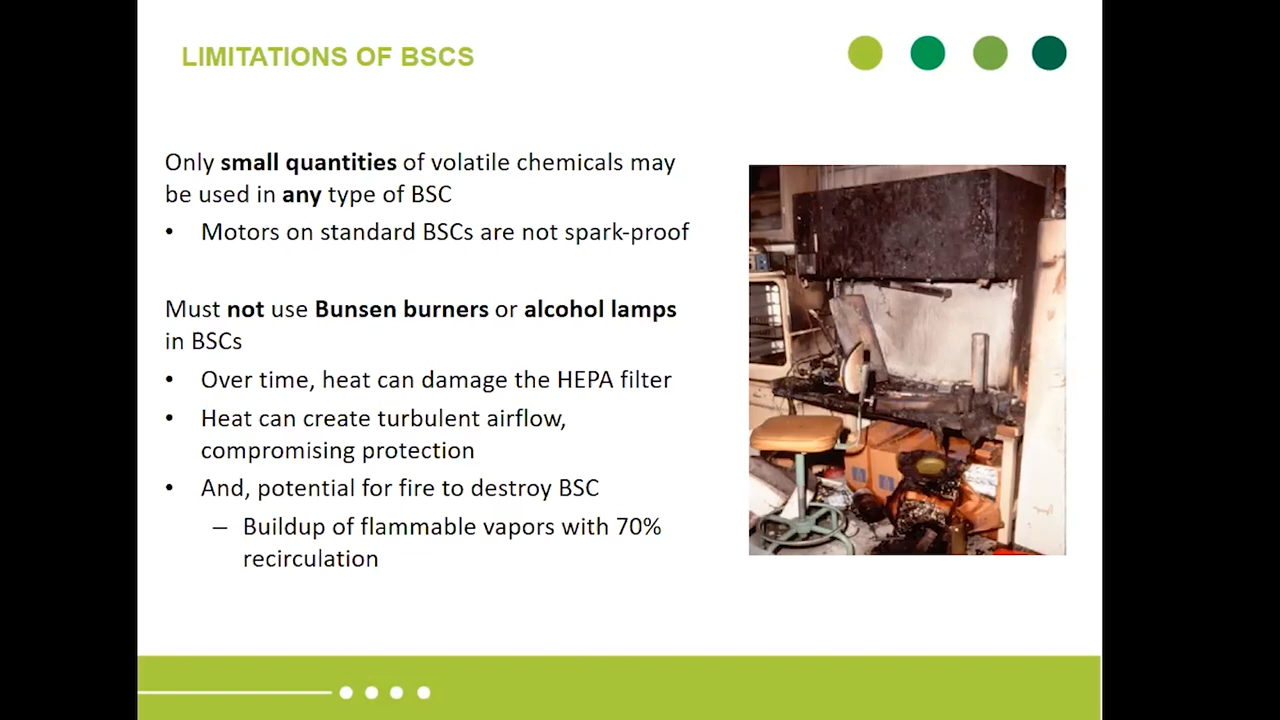 LIMITATIONS OF BSCS
Only small quantities of volatile chemicals may
be used in any type of BSC
• Motors on standard BSCs are not spark-proof
Must not use Bunsen burners or alcohol lamps
in BSCs
• Over time, heat can damage the HEPA filter
• Heat can create turbulent airflow,
compromising protection
• And, potential for fire to destroy BSC
– Buildup of flammable vapors with 70%
recirculation